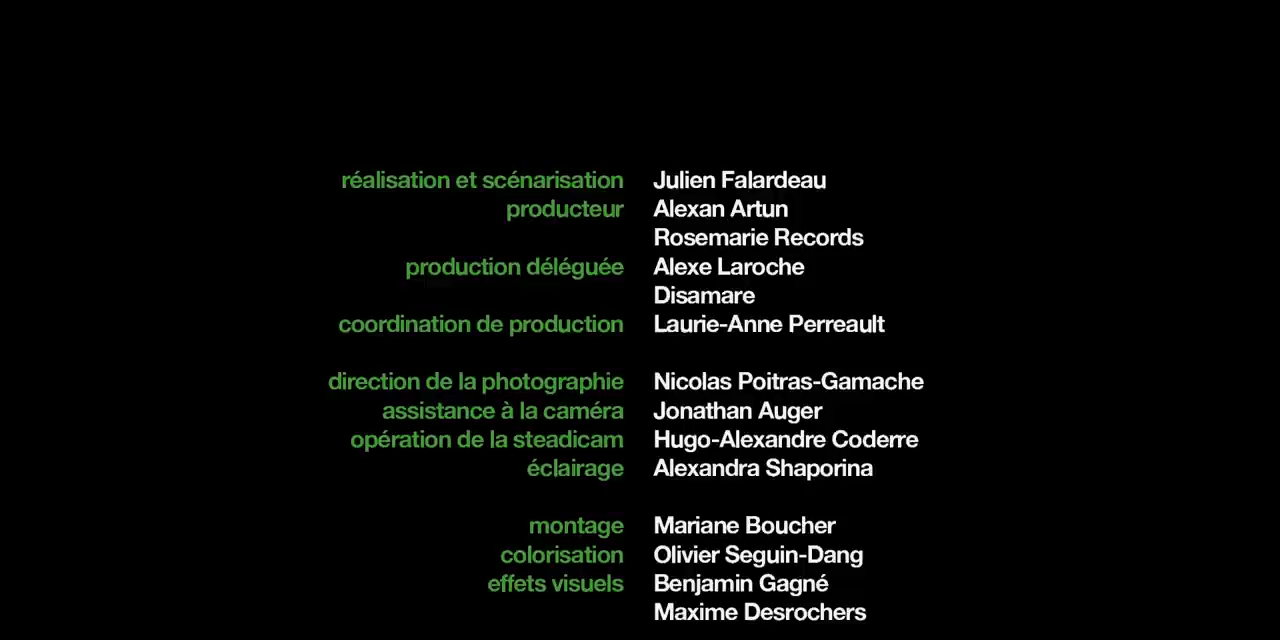 réalisation et scénarisation Julien Falardeau
producteur Alexan Artun
Rosemarie Records
production déléguée Alexe Laroche
Disamare
coordination de production Laurie-Anne Perreault
direction de la photographie Nicolas Poitras-Gamache
assistance à la caméra Jonathan Auger
opération de la steadicam Hugo-Alexandre Coderre
éclairage Alexandra Shaporina
montage Mariane Boucher
colorisation Olivier Seguin-Dang
effets visuels Benjamin Gagné
Maxime Desrochers